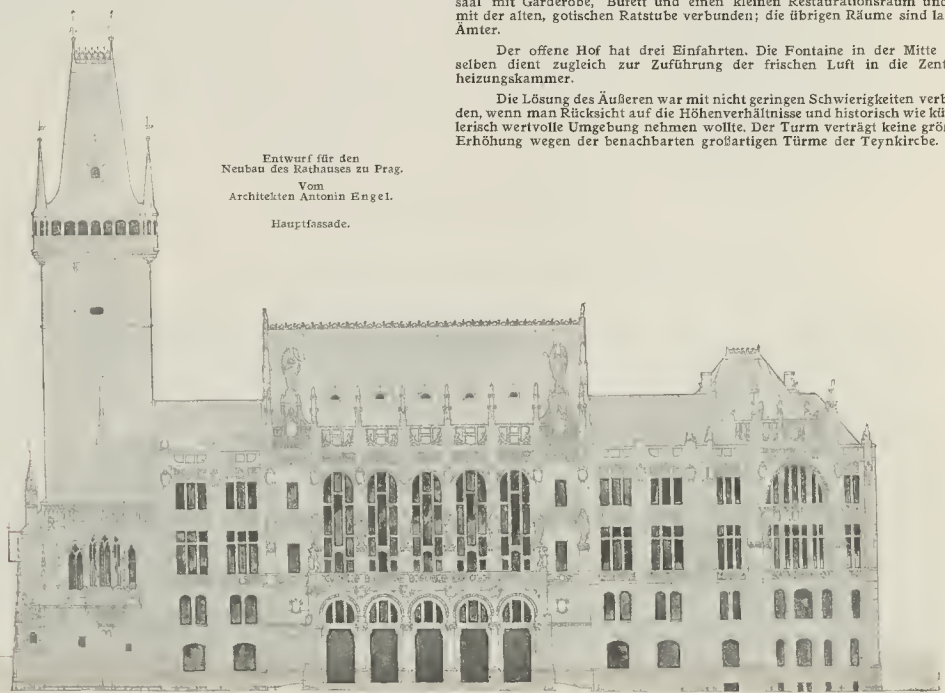 saal mit Garderobe, Büfett und einen kleinen Restaurationsraum und
mit der alten, gotischen Ratstube verbunden; die übrigen Räume sind
Ämter.
Der offene Hof hat drei Einfahrten. Die Fontaine in der Mitte
selben dient zugleich zur Zuführung der frischen Luft in die Zent
heizungskammer.
Die Lösung des Äußeren war mit nicht geringen Schwierigkeiten verb
den, wenn man Rücksicht auf die Höhenverhältnisse und historisch wie kü
lerisch wertvolle Umgebung nehmen wollte. Der Turm verträgt keine grö
Erhöhung wegen der benachbarten großartigen Türme der Teynkirche.
Entwurf für den
Neubau des Rathauses zu Prag.
Vom
Architekten Antonin Engel.
Hauptfassade.